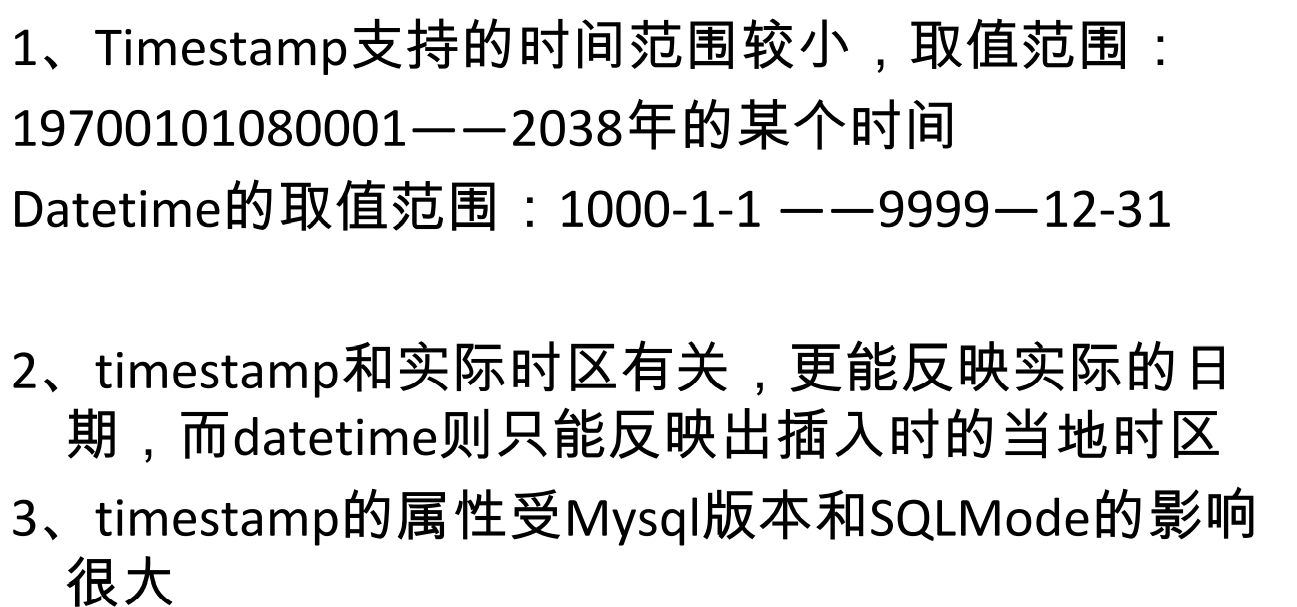 1、Timestamp支持的时间范围较小，取值范围：
19700101080001——2038年的某个时间
Datetime的取值范围：1000-1-1 ——9999—12-31
2、timestamp和实际时区有关，更能反映实际的日
期，而datetime则只能反映出插入时的当地时区
3、timestamp的属性受Mysql版本和SQLMode的影响
很大